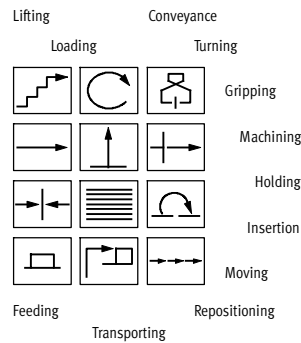 Lifting
Conveyance
Loading
Turning
Gripping
Machining
Holding
Insertion
Moving
Feeding
Repositioning
Transporting